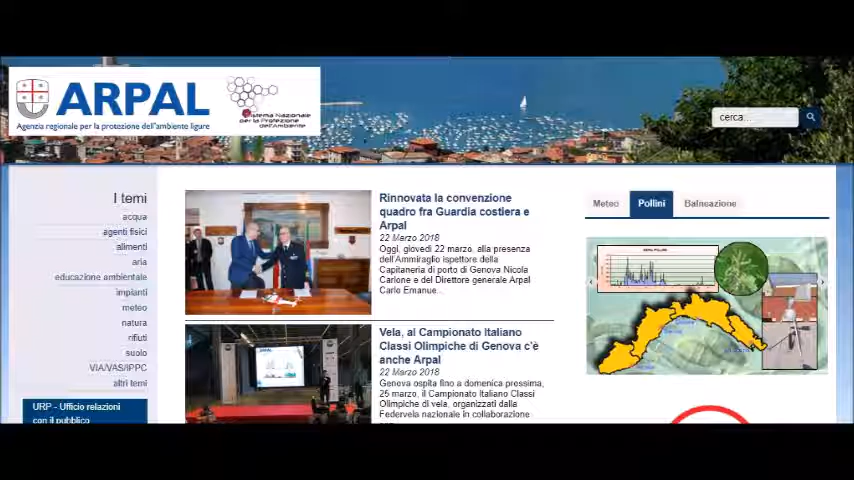 ARPAL
Agenzia regionale per la protezione dell'ambiente ligure
Sistema Nazionale
per la Protezione
dell'Ambiente
cerca...
I temi
acqua
agenti fisici
alimenti
aria
educazione ambientale
impianti
meteo
natura
rifiuti
suolo
VIA/VAS/IPPC
altri temi
URP - Ufficio relazioni
con il pubblico
Rinnovata la convenzione
quadro fra Guardia costiera e
Arpal
22 Marzo 2018
Oggi, giovedì 22 marzo, alla presenza
dell'Ammiraglio ispettore della
Capitaneria di porto di Genova Nicola
Carlone e del Direttore generale Arpal
Carlo Emanue...
Vela, al Campionato Italiano
Classi Olimpiche di Genova c'è
anche Arpal
22 Marzo 2018
Genova ospita fino a domenica prossima,
25 marzo, il Campionato Italiano Classi
Olimpiche di vela, organizzati dalla
Federvela nazionale in collaborazione
ARPAL
Meteo
Pollini
Balneazione